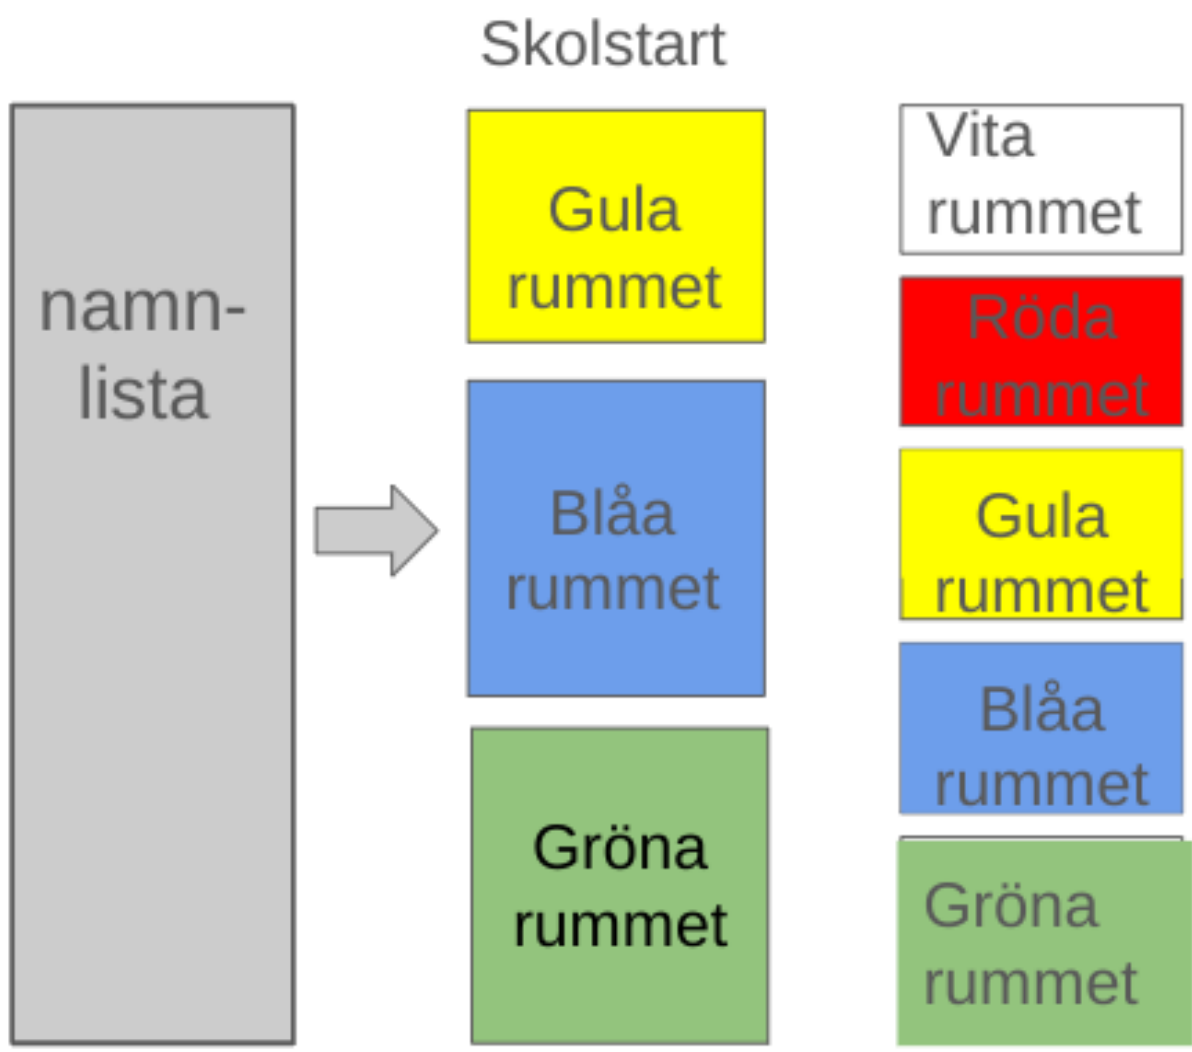 Skolstart
namn-
lista
Gula
rummet
Blåa
rummet
Gröna
rummet
Vita
rummet
Röda
rummet
Gula
rummet
Blåa
rummet
Gröna
rummet